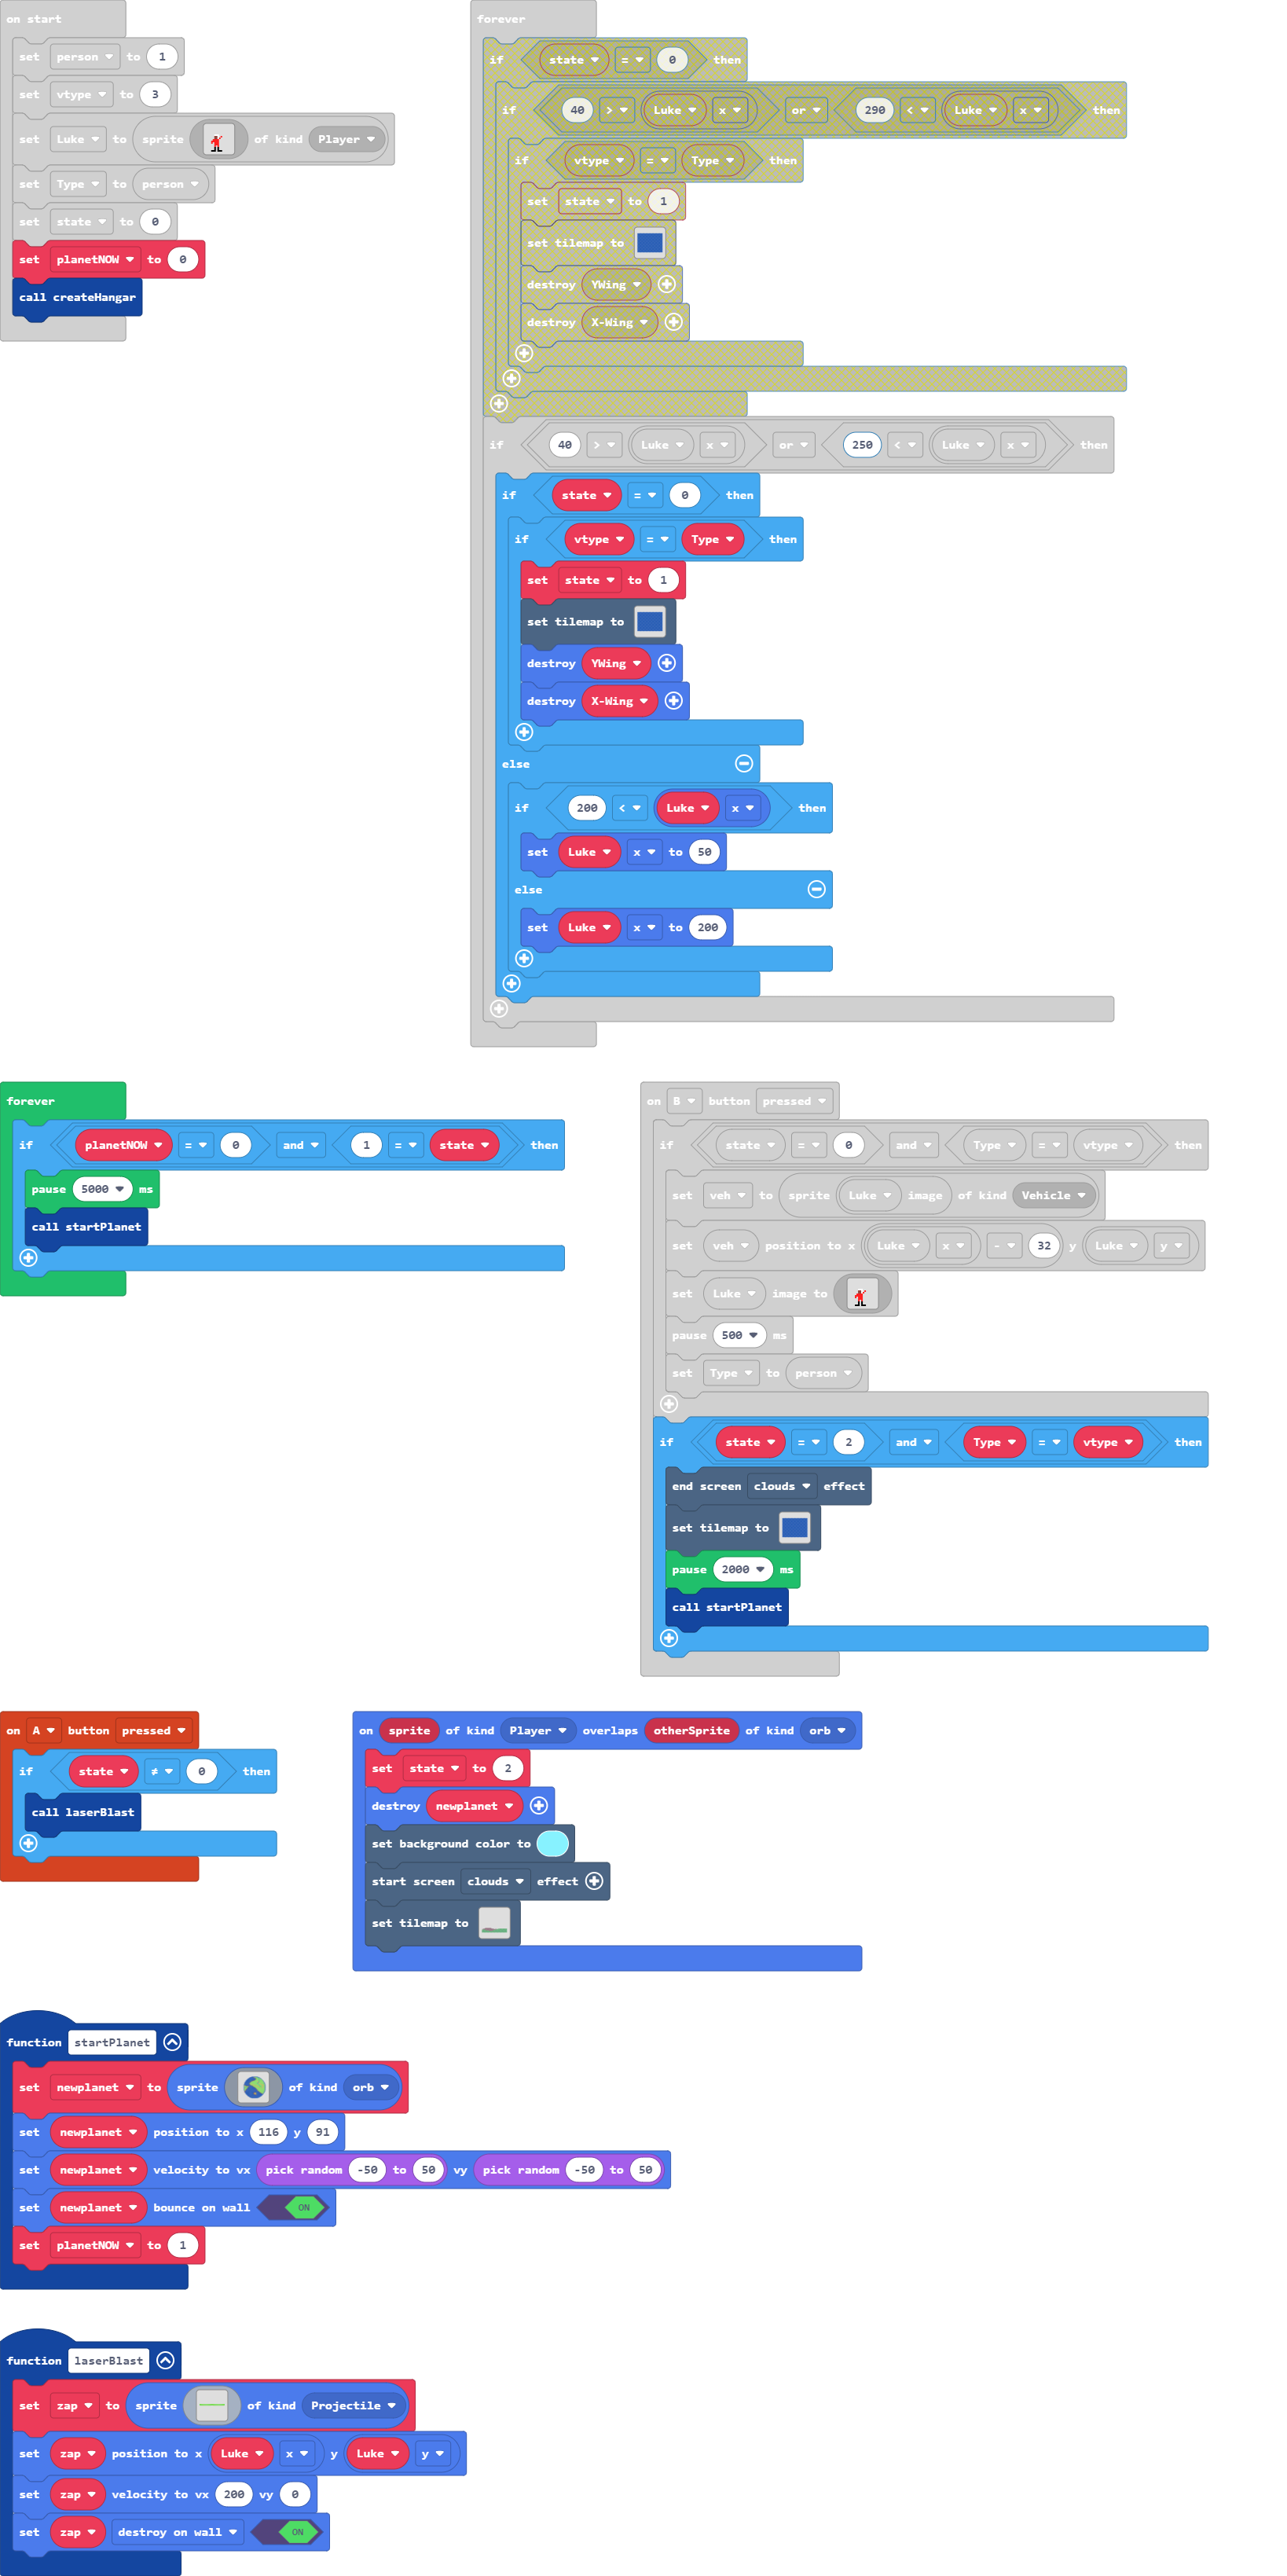 on start
set person to 1
set vtype to 3
set Luke to sprite of kind Player
set Type to person
set state to 0
set planetNOW to 0
call createHangar
forever
if state = 0 then
if 40 > Luke x or 290 < Luke x then
if vtype = Type then
set state to 1
set tilemap to
destroy YWing
destroy X-Wing
if 40 > Luke x or 250 < Luke x then
if state = 0 then
if vtype = Type then
set state to 1
set tilemap to
destroy YWing
destroy X-Wing
else
if 200 < Luke x then
set Luke x to 50
else
set Luke x to 200
forever
if planetNOW = 0 and 1 = state then
pause 5000 ms
call startPlanet
on B button pressed
if state = 0 and Type = vtype then
set veh to sprite Luke image of kind Vehicle
set veh position to x Luke x - 32 y Luke y
set Luke image to
pause 500 ms
set Type to person
if state = 2 and Type = vtype then
end screen clouds effect
set tilemap to
pause 2000 ms
call startPlanet
on A button pressed
if state ≠ 0 then
call laserBlast
on sprite of kind Player overlaps otherSprite of kind orb
set state to 2
destroy newplanet
set background color to
start screen clouds effect
set tilemap to
function startPlanet
set newplanet to sprite of kind orb
set newplanet position to x 116 y 91
set newplanet velocity to vx pick random -50 to 50 vy pick random -50 to 50
set newplanet bounce on wall ON
set planetNOW to 1
function laserBlast
set zap to sprite of kind Projectile
set zap position to x Luke x y Luke y
set zap velocity to vx 200 vy 0
set zap destroy on wall ON